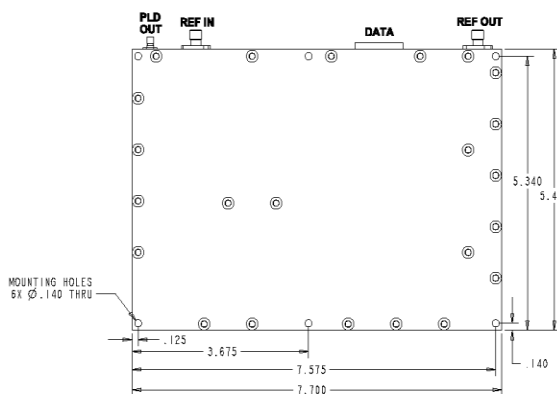 PLD
OUT
REF IN
DATA
REF OUT
5.340
5.4
MOUNTING HOLES
6X Ø.140 THRU
.125
3.675
.140
7.575
7.700